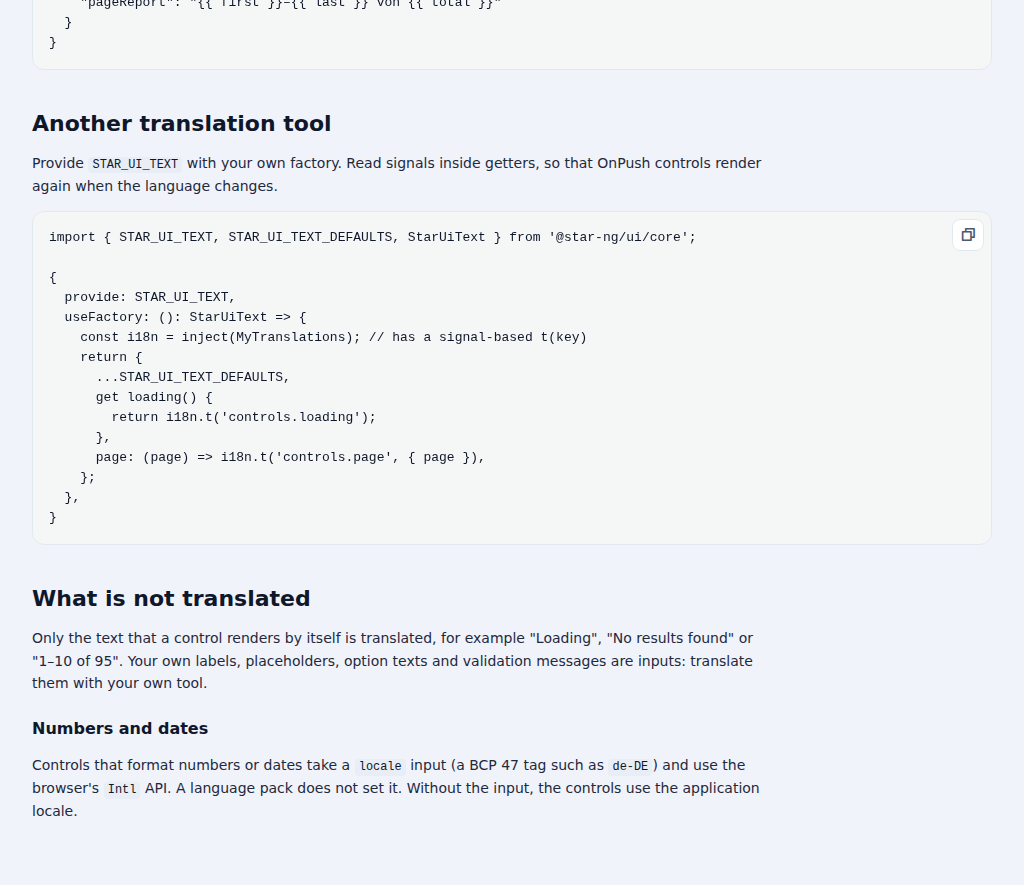 "pageReport": "{{ first }}–{{ last }} von {{ total }}"
  }
}
Another translation tool
Provide STAR_UI_TEXT with your own factory. Read signals inside getters, so that OnPush controls render
again when the language changes.
import { STAR_UI_TEXT, STAR_UI_TEXT_DEFAULTS, StarUiText } from '@star-ng/ui/core';
{
  provide: STAR_UI_TEXT,
  useFactory: (): StarUiText => {
    const i18n = inject(MyTranslations); // has a signal-based t(key)
    return {
      ...STAR_UI_TEXT_DEFAULTS,
      get loading() {
        return i18n.t('controls.loading');
      },
      page: (page) => i18n.t('controls.page', { page }),
    };
  },
}
What is not translated
Only the text that a control renders by itself is translated, for example "Loading", "No results found" or
"1–10 of 95". Your own labels, placeholders, option texts and validation messages are inputs: translate
them with your own tool.
Numbers and dates
Controls that format numbers or dates take a locale input (a BCP 47 tag such as de-DE) and use the
browser's Intl API. A language pack does not set it. Without the input, the controls use the application
locale.